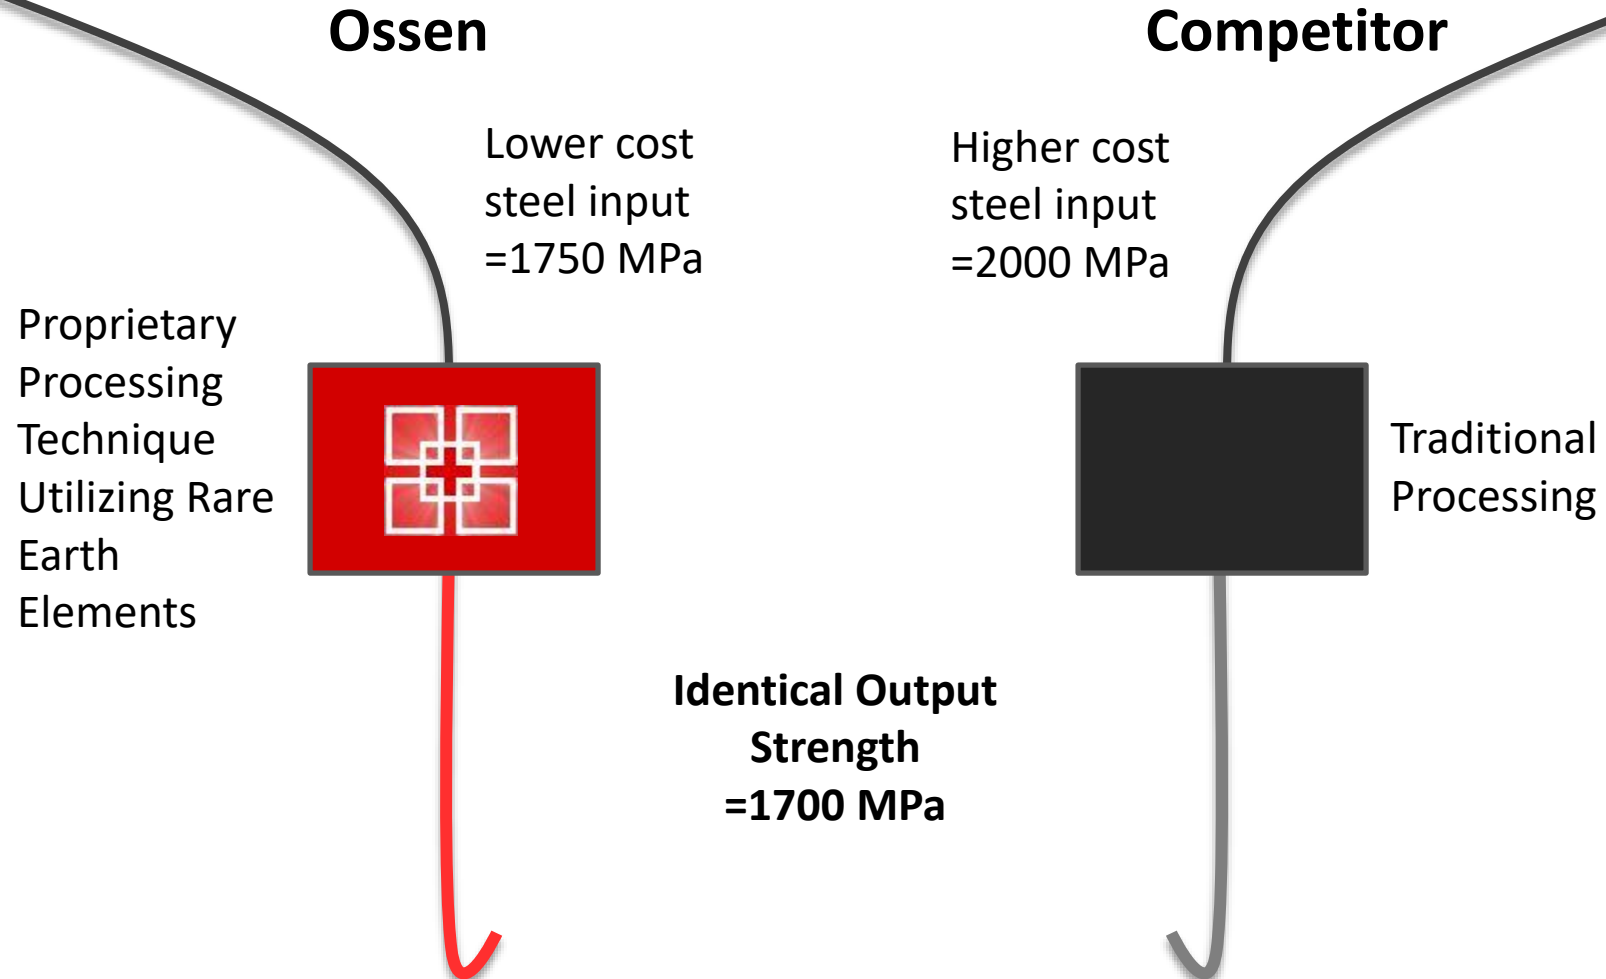 Ossen
Competitor
Lower cost
steel input
=1750 MPa
Higher cost
steel input
=2000 MPa
Proprietary
Processing
Technique
Utilizing Rare
Earth
Elements
Traditional
Processing
Identical Output
Strength
=1700 MPa